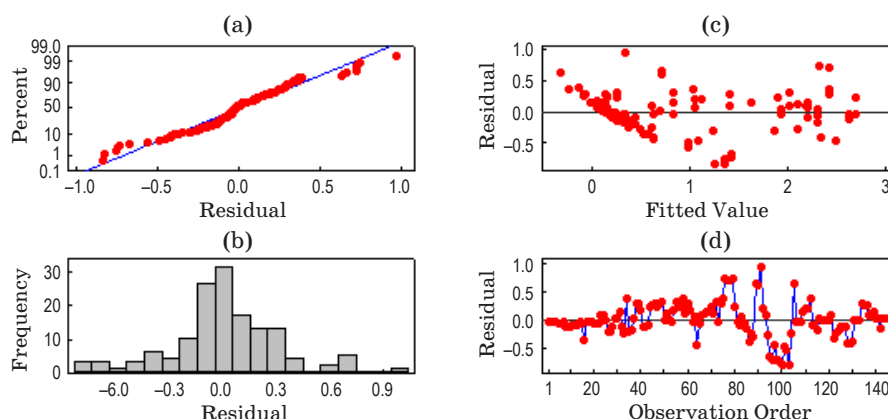 (a)
Percent
99.0
99
90
50
10
1
0.1
−1.0 −0.5 0.0 0.5 1.0
Residual
(c)
Residual
1.0
0.5
0.0
−0.5
0 1 2 3
Fitted Value
(b)
Frequency
30
20
10
0
−6.0 −0.3 0.0 0.3 0.9
Residual
(d)
Residual
1.0
0.5
0.0
−0.5
1 20 40 60 80 100 120 140
Observation Order